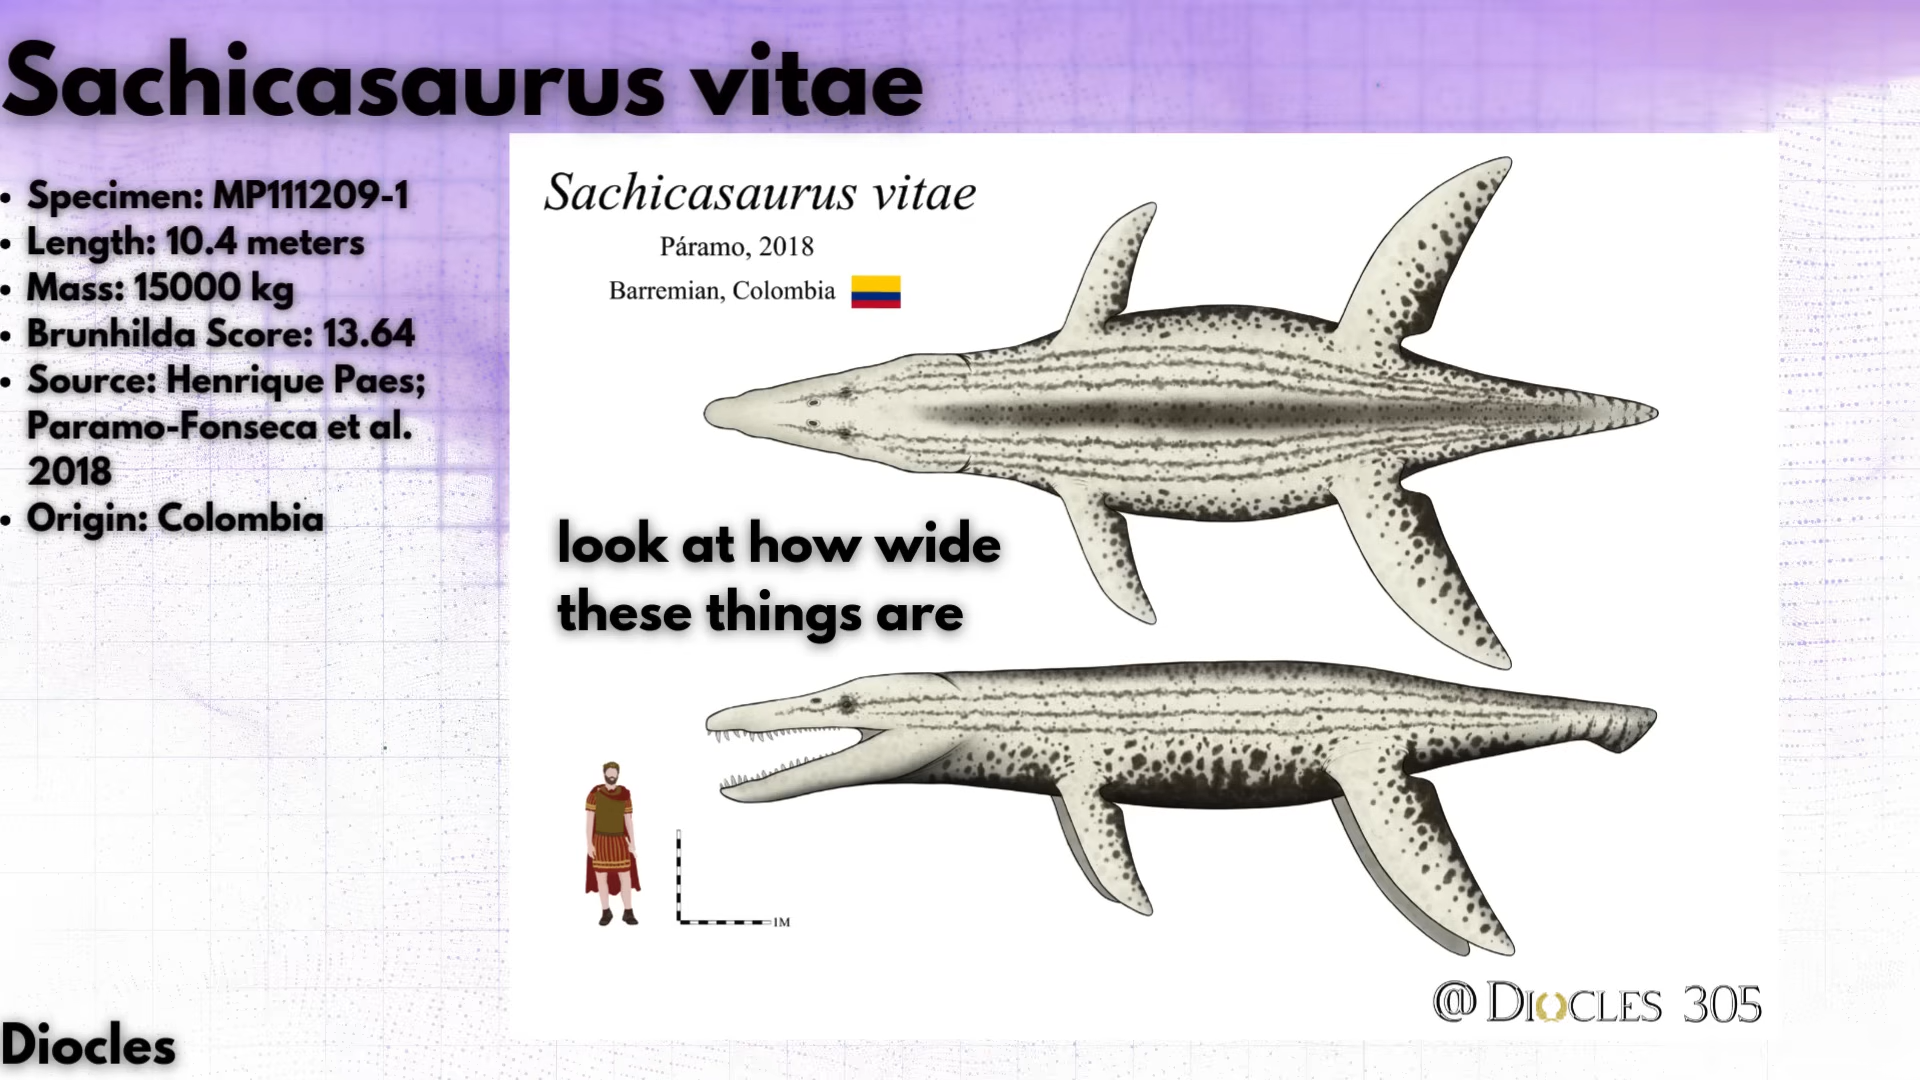 Sachicasaurus vitae
• Specimen: MP111209-1
• Length: 10.4 meters
• Mass: 15000 kg
• Brunhilda Score: 13.64
• Source: Henrique Paes;
Paramo-Fonseca et al.
2018
• Origin: Colombia
Sachicasaurus vitae
Páramo, 2018
Barremian, Colombia
look at how wide
these things are
1M
@ DIOCLES 305
Diocles